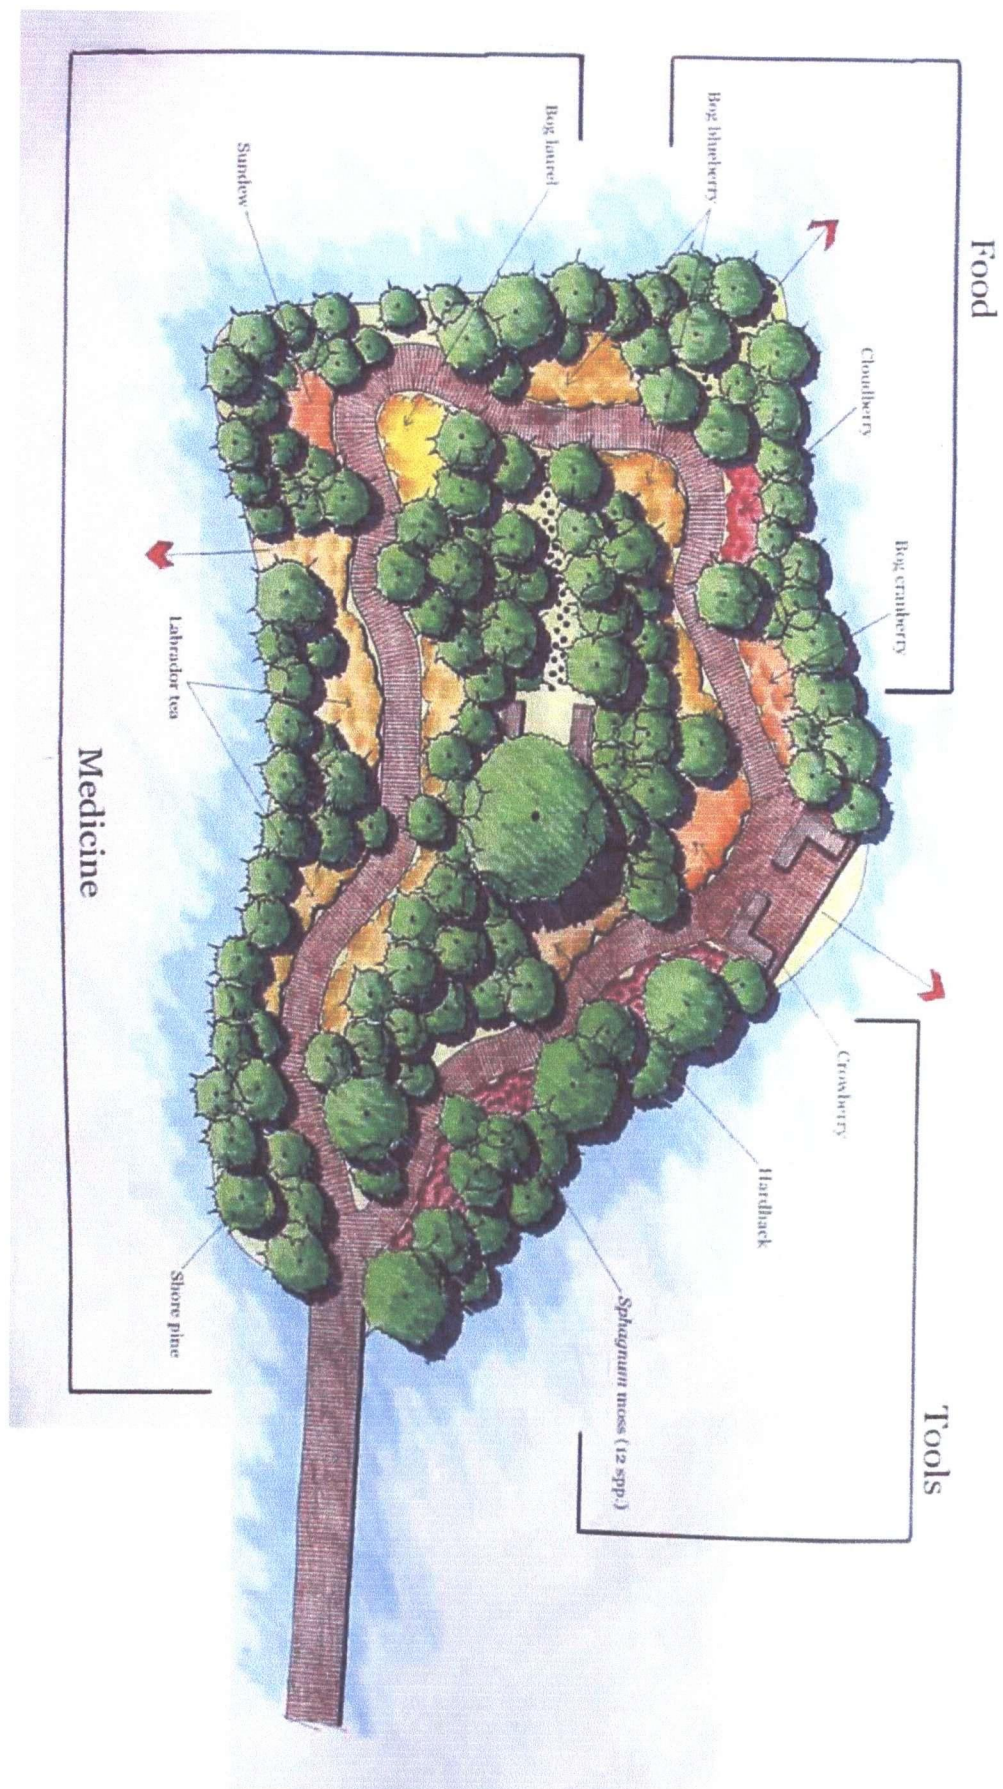 Food
Tools
Bog blueberry
Cloudberry
Bog cranberry
Crowberry
Hardhack
Sphagnum moss (12 spp.)
Bog laurel
Sundew
Labrador tea
Shore pine
Medicine